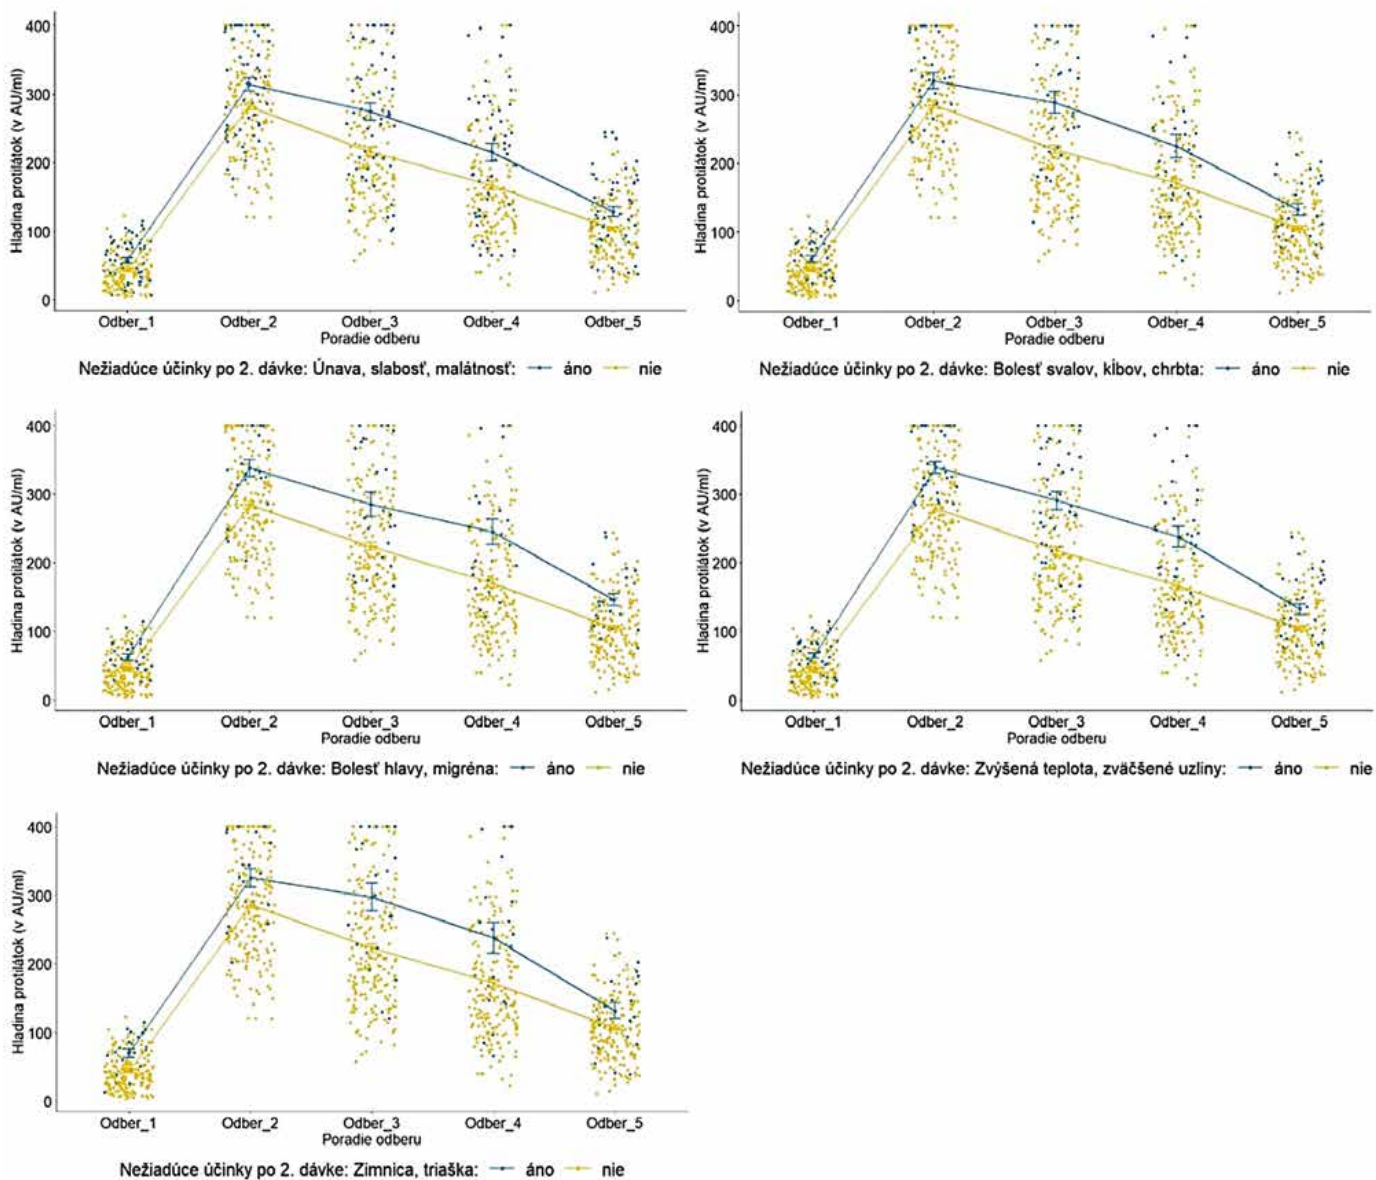 Hladina protilátok (v AU/ml)
400
300
200
100
0
Odber_1 Odber_2 Odber_3 Odber_4 Odber_5
Poradie odberu
Nežiadúce účinky po 2. dávke: Únava, slabosť, malátnosť: áno nie
Hladina protilátok (v AU/ml)
400
300
200
100
0
Odber_1 Odber_2 Odber_3 Odber_4 Odber_5
Poradie odberu
Nežiadúce účinky po 2. dávke: Bolesť svalov, kĺbov, chrbta: áno nie
Hladina protilátok (v AU/ml)
400
300
200
100
0
Odber_1 Odber_2 Odber_3 Odber_4 Odber_5
Poradie odberu
Nežiadúce účinky po 2. dávke: Bolesť hlavy, migréna: áno nie
Hladina protilátok (v AU/ml)
400
300
200
100
0
Odber_1 Odber_2 Odber_3 Odber_4 Odber_5
Poradie odberu
Nežiadúce účinky po 2. dávke: Zvýšená teplota, zväčšené uzliny: áno nie
Hladina protilátok (v AU/ml)
400
300
200
100
0
Odber_1 Odber_2 Odber_3 Odber_4 Odber_5
Poradie odberu
Nežiadúce účinky po 2. dávke: Zimnica, triaška: áno nie